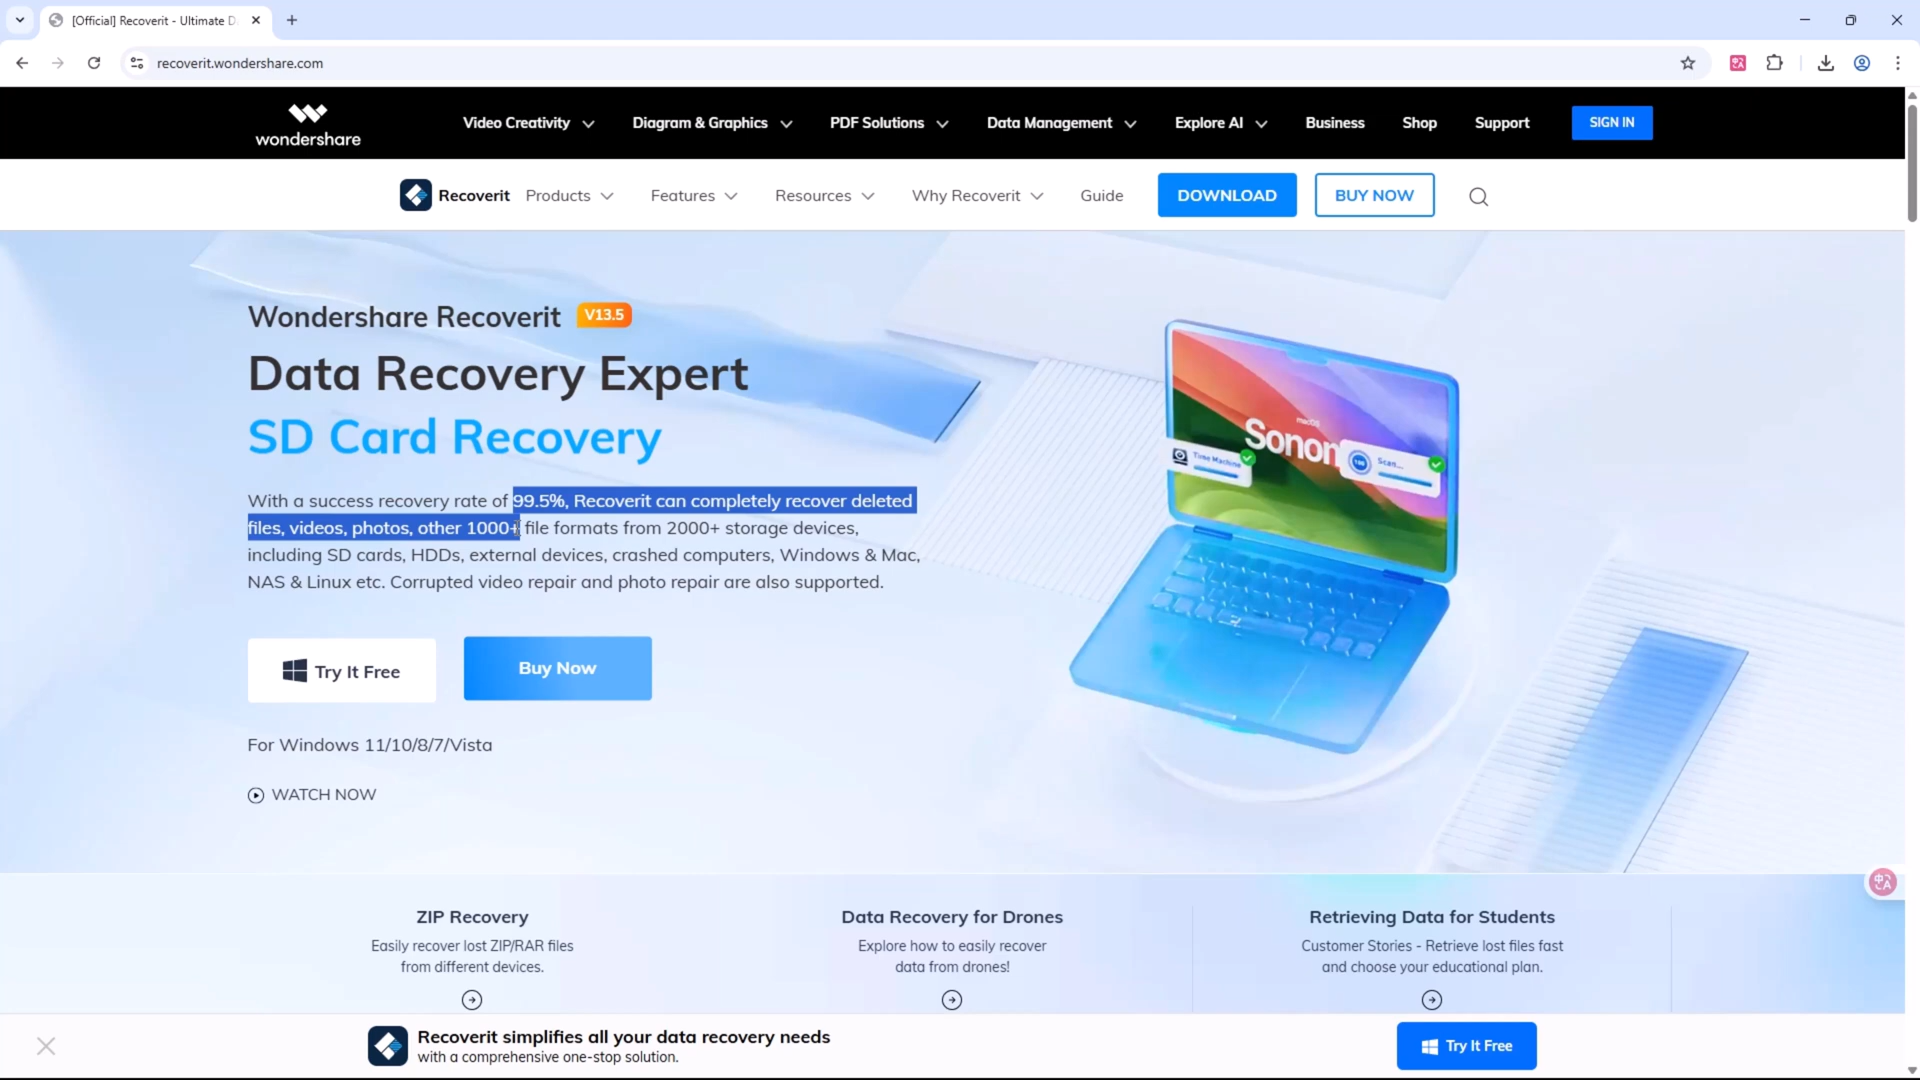 [Official] Recoverit - Ultimate D
recoverit.wondershare.com
wondershare
Video Creativity
Diagram & Graphics
PDF Solutions
Data Management
Explore AI
Business
Shop
Support
SIGN IN
Recoverit
Products
Features
Resources
Why Recoverit
Guide
DOWNLOAD
BUY NOW
Wondershare Recoverit
V13.5
Data Recovery Expert
SD Card Recovery
With a success recovery rate of 99.5%, Recoverit can completely recover deleted
files, videos, photos, other 1000+ file formats from 2000+ storage devices,
including SD cards, HDDs, external devices, crashed computers, Windows & Mac,
NAS & Linux etc. Corrupted video repair and photo repair are also supported.
macOS
Sonom
Time Machine
Scan...
Try It Free
Buy Now
For Windows 11/10/8/7/Vista
WATCH NOW
ZIP Recovery
Easily recover lost ZIP/RAR files
from different devices.
Data Recovery for Drones
Explore how to easily recover
data from drones!
Retrieving Data for Students
Customer Stories - Retrieve lost files fast
and choose your educational plan.
Recoverit simplifies all your data recovery needs
with a comprehensive one-stop solution.
Try It Free